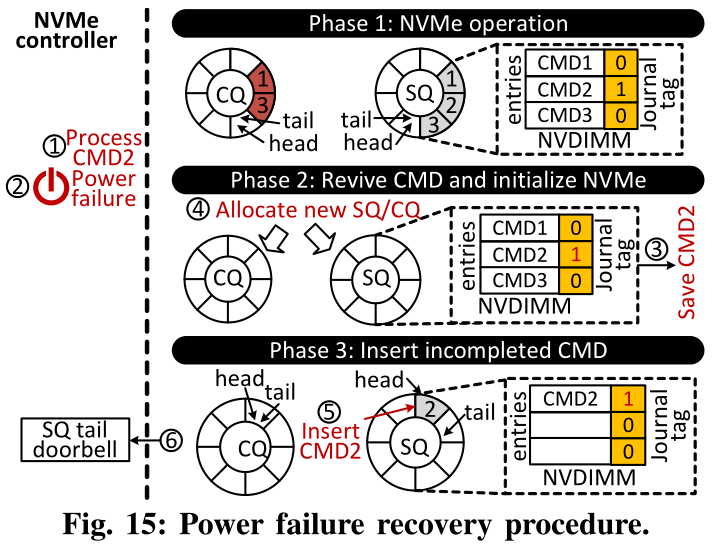 NVMe
controller
Phase 1: NVMe operation
CQ
1
3
tail
head
SQ
1
2
3
tail
head
entries
CMD1 0
CMD2 1
CMD3 0
Journal
tag
NVDIMM
① Process
CMD2
② Power
failure
Phase 2: Revive CMD and initialize NVMe
④ Allocate new SQ/CQ
CQ
SQ
entries
CMD1 0
CMD2 1
CMD3 0
Journal
tag
NVDIMM
③
Save CMD2
Phase 3: Insert incompleted CMD
head
tail
CQ
⑤
Insert
CMD2
head
2
tail
SQ
entries
CMD2 1
0
0
Journal
tag
NVDIMM
SQ tail
doorbell
⑥
Fig. 15: Power failure recovery procedure.